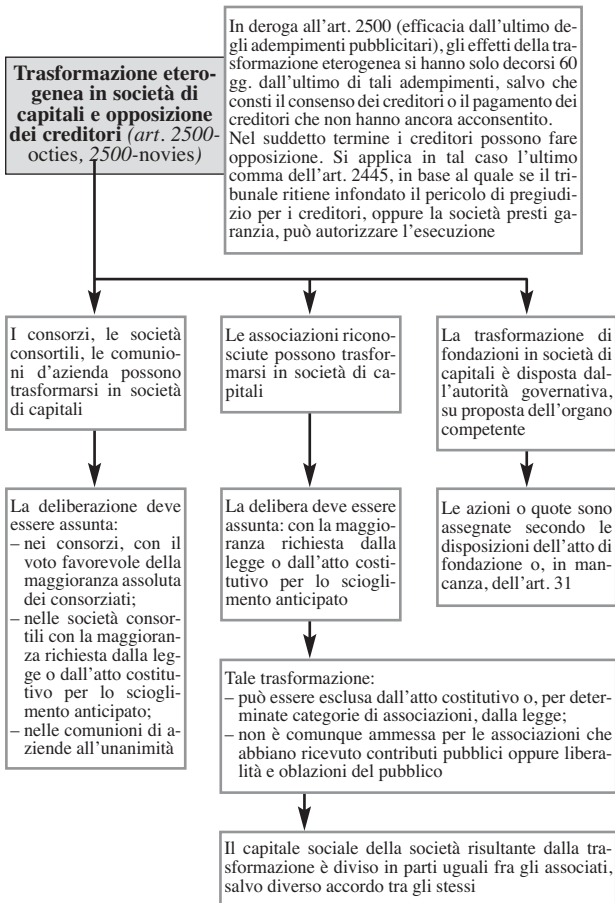 Trasformazione etero-
genea in società di
capitali e opposizione
dei creditori (art. 2500-
octies, 2500-novies)
In deroga all'art. 2500 (efficacia dall'ultimo de-
gli adempimenti pubblicitari), gli effetti della tra-
sformazione eterogenea si hanno solo decorsi 60
gg. dall'ultimo di tali adempimenti, salvo che
consti il consenso dei creditori o il pagamento dei
creditori che non hanno ancora acconsentito.
Nel suddetto termine i creditori possono fare
opposizione. Si applica in tal caso l'ultimo
comma dell'art. 2445, in base al quale se il tri-
bunale ritiene infondato il pericolo di pregiudi-
zio per i creditori, oppure la società presti ga-
ranzia, può autorizzare l'esecuzione
I consorzi, le società
consortili, le comunio-
ni d'azienda possono
trasformarsi in società
di capitali
Le associazioni ricono-
sciute possono trasfor-
marsi in società di ca-
pitali
La trasformazione di
fondazioni in società di
capitali è disposta dal-
l'autorità governativa,
su proposta dell'organo
competente
La deliberazione deve
essere assunta:
– nei consorzi, con il
voto favorevole della
maggioranza assoluta
dei consorziati;
– nelle società consor-
tili con la maggioran-
za richiesta dalla leg-
ge o dall'atto costitu-
tivo per lo sciogli-
mento anticipato;
– nelle comunioni di a-
ziende all'unanimità
La delibera deve essere
assunta: con la maggio-
ranza richiesta dalla
legge o dall'atto costi-
tutivo per lo sciogli-
mento anticipato
Le azioni o quote sono
assegnate secondo le
disposizioni dell'atto di
fondazione o, in man-
canza, dell'art. 31
Tale trasformazione:
– può essere esclusa dall'atto costitutivo o, per deter-
minate categorie di associazioni, dalla legge;
– non è comunque ammessa per le associazioni che
abbiano ricevuto contributi pubblici oppure libera-
lità e oblazioni del pubblico
Il capitale sociale della società risultante dalla tra-
sformazione è diviso in parti uguali fra gli associati,
salvo diverso accordo tra gli stessi